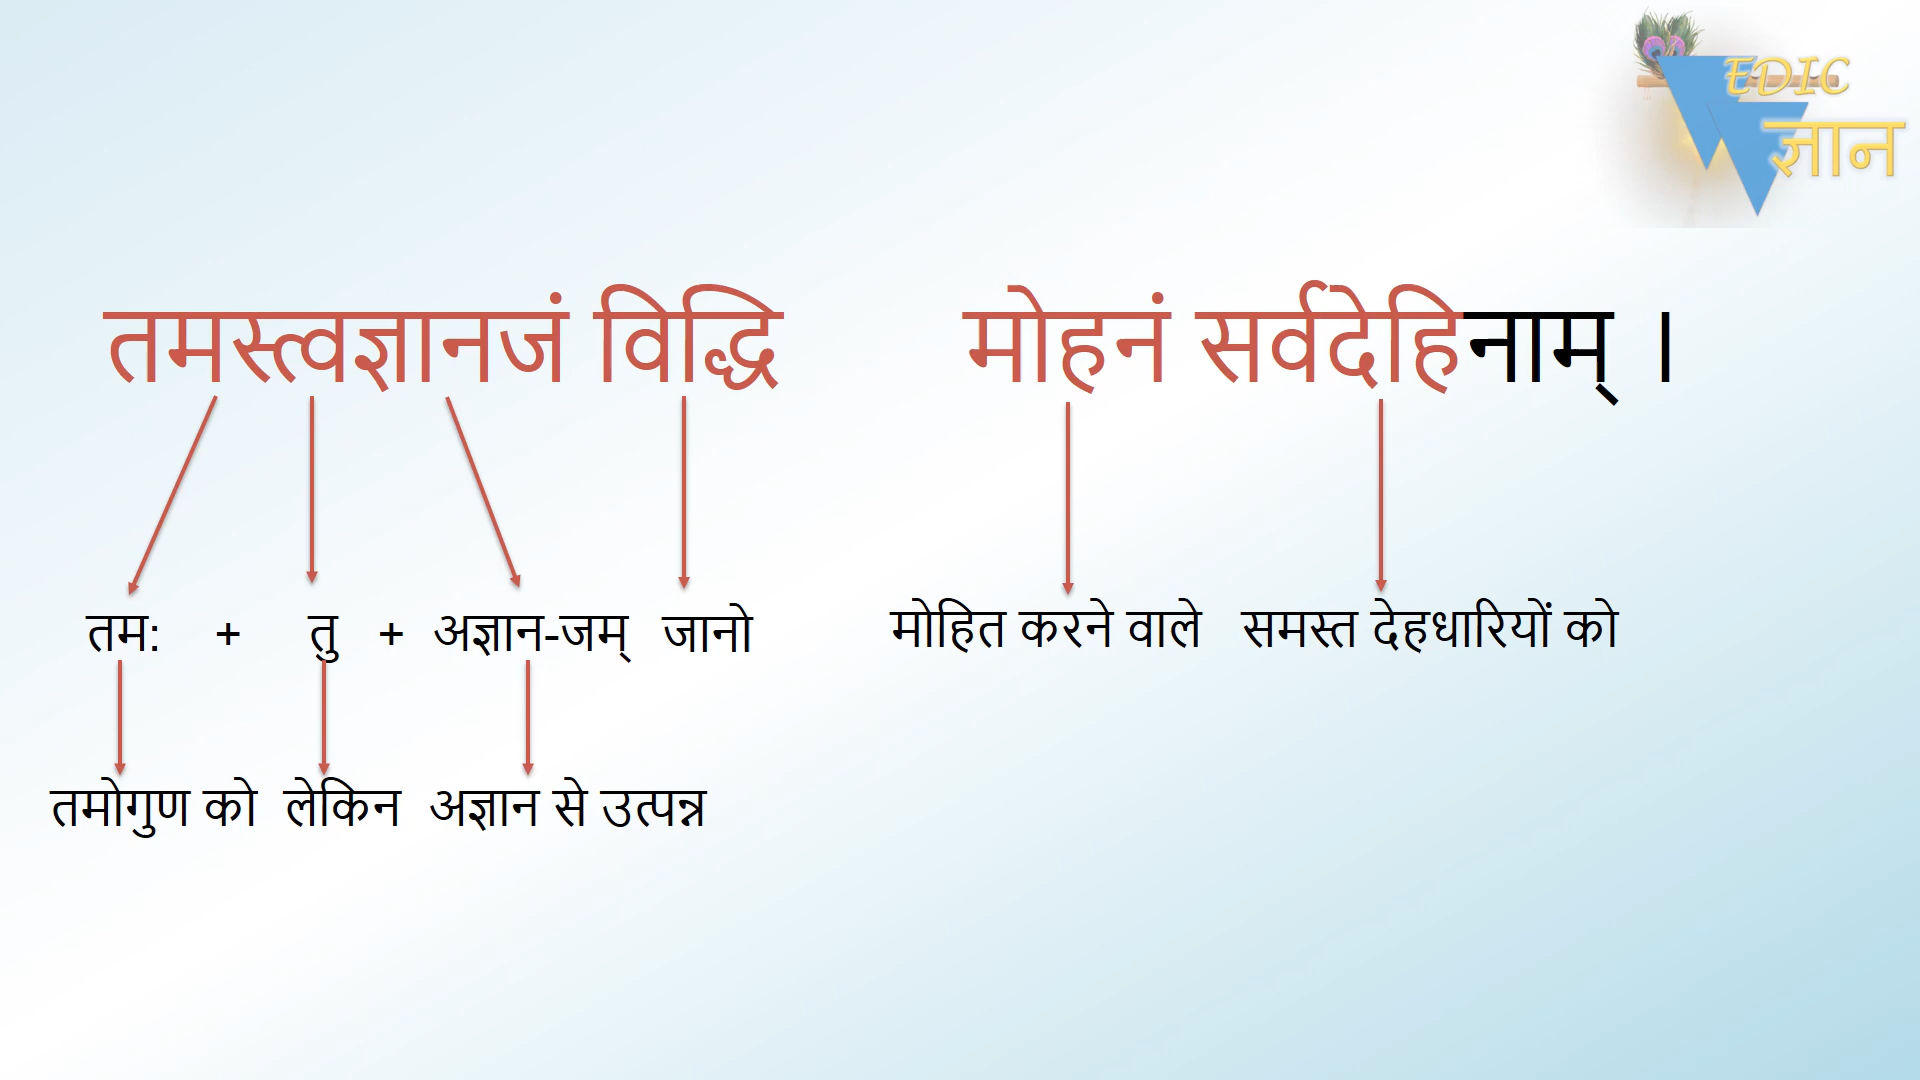 EDIC
ज्ञान
तमस्त्वज्ञानजं विद्धि मोहनं सर्वदेहिनाम् ।
तम: + तु + अज्ञान-जम् जानो मोहित करने वाले समस्त देहधारियों को
तमोगुण को लेकिन अज्ञान से उत्पन्न